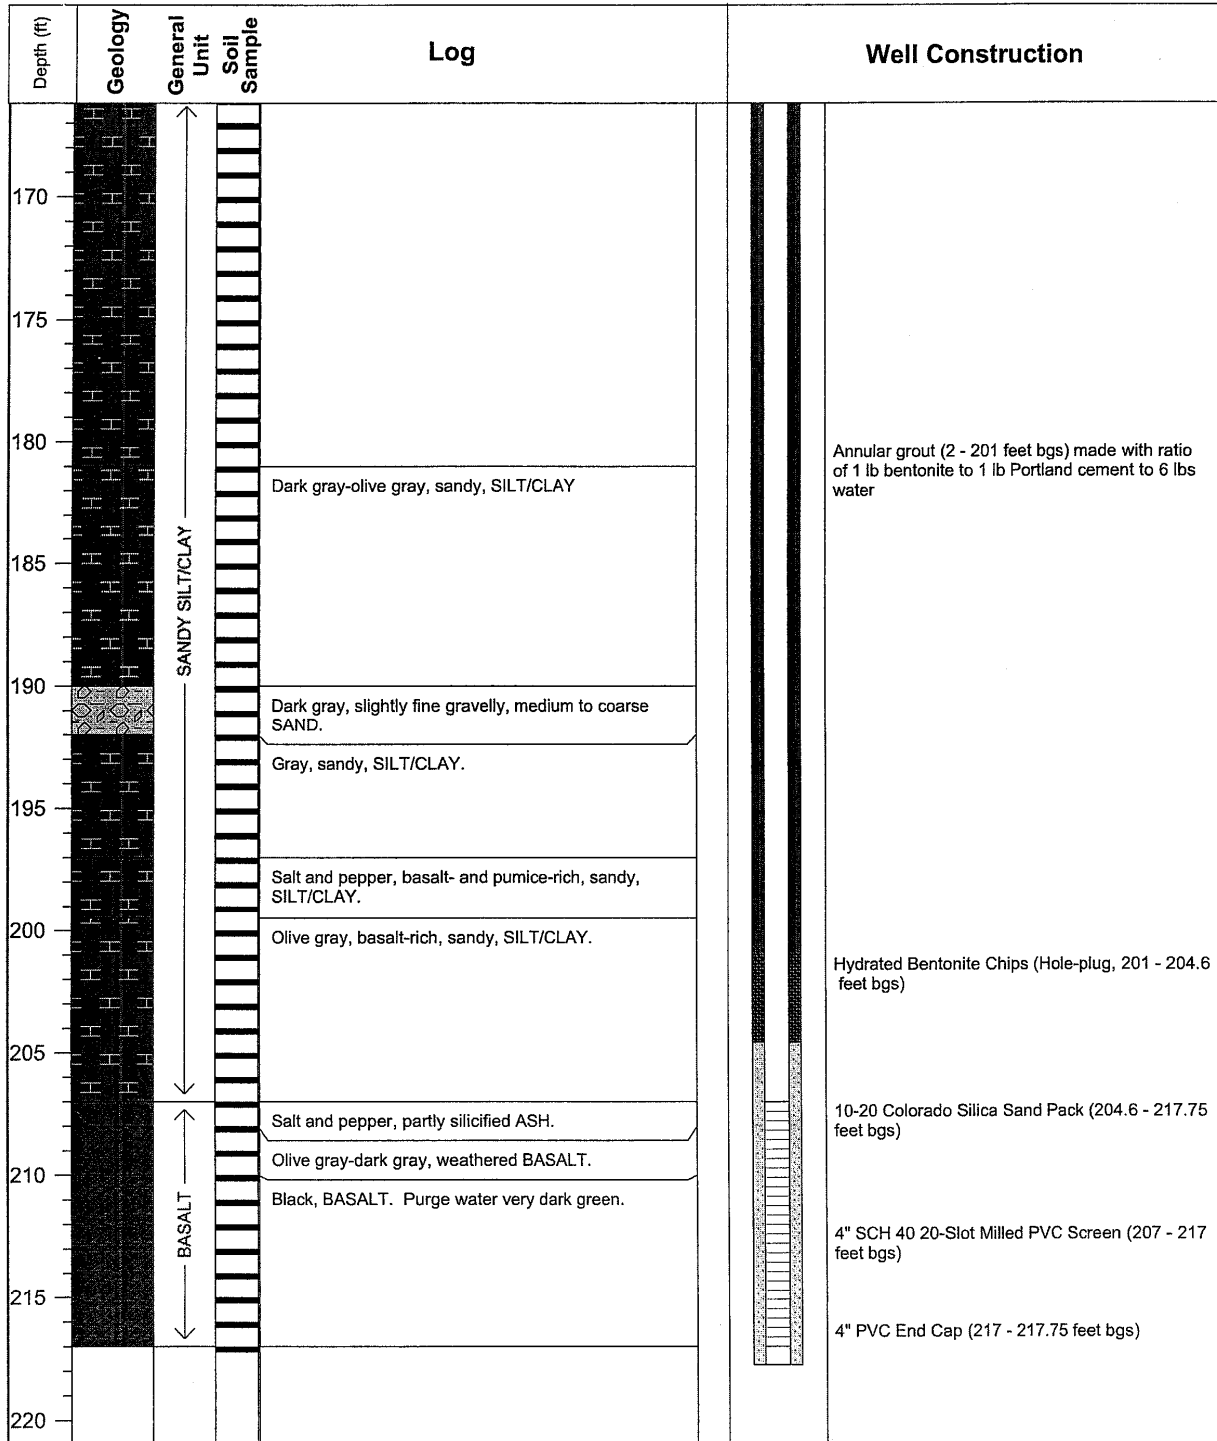 Depth (ft)
Geology
General Unit
Soil Sample
Log
Well Construction
170
175
180
Annular grout (2 - 201 feet bgs) made with ratio
of 1 lb bentonite to 1 lb Portland cement to 6 lbs
water
Dark gray-olive gray, sandy, SILT/CLAY
185
SANDY SILT/CLAY
190
Dark gray, slightly fine gravelly, medium to coarse
SAND.
Gray, sandy, SILT/CLAY.
195
Salt and pepper, basalt- and pumice-rich, sandy,
SILT/CLAY.
200
Olive gray, basalt-rich, sandy, SILT/CLAY.
Hydrated Bentonite Chips (Hole-plug, 201 - 204.6
feet bgs)
205
10-20 Colorado Silica Sand Pack (204.6 - 217.75
feet bgs)
Salt and pepper, partly silicified ASH.
Olive gray-dark gray, weathered BASALT.
210
Black, BASALT. Purge water very dark green.
BASALT
4" SCH 40 20-Slot Milled PVC Screen (207 - 217
feet bgs)
215
4" PVC End Cap (217 - 217.75 feet bgs)
220